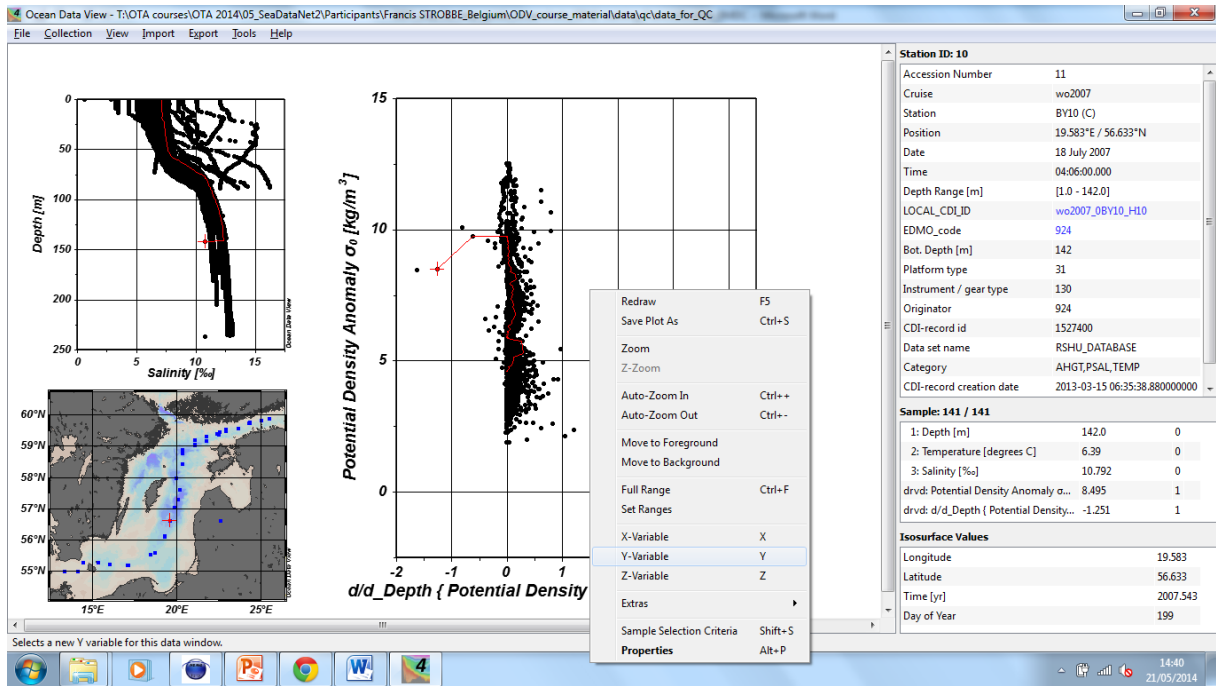 Ocean Data View - T:\OTA courses\OTA 2014\05_SeaDataNet2\Participants\Francis STROBBE_Belgium\ODV_course_material\data\qc\data_for_QC
File Collection View Import Export Tools Help
0
50
100
150
200
250
Depth [m]
0 5 10 15
Salinity [‰]
Ocean Data View
60°N
59°N
58°N
57°N
56°N
55°N
15°E 20°E 25°E
Ocean Data View
15
10
5
0
Potential Density Anomaly σ₀ [kg/m³]
-2 -1 0 1
d/d_Depth { Potential Density
Redraw F5
Save Plot As Ctrl+S
Zoom
Z-Zoom
Auto-Zoom In Ctrl++
Auto-Zoom Out Ctrl+-
Move to Foreground
Move to Background
Full Range Ctrl+F
Set Ranges
X-Variable X
Y-Variable Y
Z-Variable Z
Extras
Sample Selection Criteria Shift+S
Properties Alt+P
Station ID: 10
Accession Number 11
Cruise wo2007
Station BY10 (C)
Position 19.583°E / 56.633°N
Date 18 July 2007
Time 04:06:00.000
Depth Range [m] [1.0 - 142.0]
LOCAL_CDI_ID wo2007_0BY10_H10
EDMO_code 924
Bot. Depth [m] 142
Platform type 31
Instrument / gear type 130
Originator 924
CDI-record id 1527400
Data set name RSHU_DATABASE
Category AHGT,PSAL,TEMP
CDI-record creation date 2013-03-15 06:35:38.880000000
Sample: 141 / 141
1: Depth [m] 142.0 0
2: Temperature [degrees C] 6.39 0
3: Salinity [‰] 10.792 0
drvd: Potential Density Anomaly σ... 8.495 1
drvd: d/d_Depth { Potential Density... -1.251 1
Isosurface Values
Longitude 19.583
Latitude 56.633
Time [yr] 2007.543
Day of Year 199
Selects a new Y variable for this data window.
14:40
21/05/2014